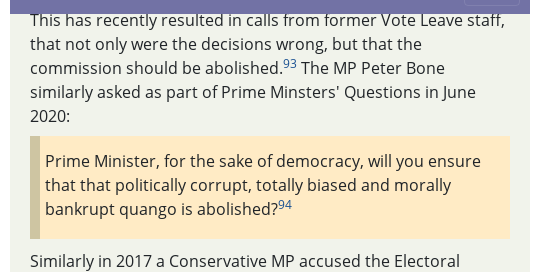 This has recently resulted in calls from former Vote Leave staff,
that not only were the decisions wrong, but that the
commission should be abolished.93 The MP Peter Bone
similarly asked as part of Prime Minsters' Questions in June
2020:
Prime Minister, for the sake of democracy, will you ensure
that that politically corrupt, totally biased and morally
bankrupt quango is abolished?94
Similarly in 2017 a Conservative MP accused the Electoral